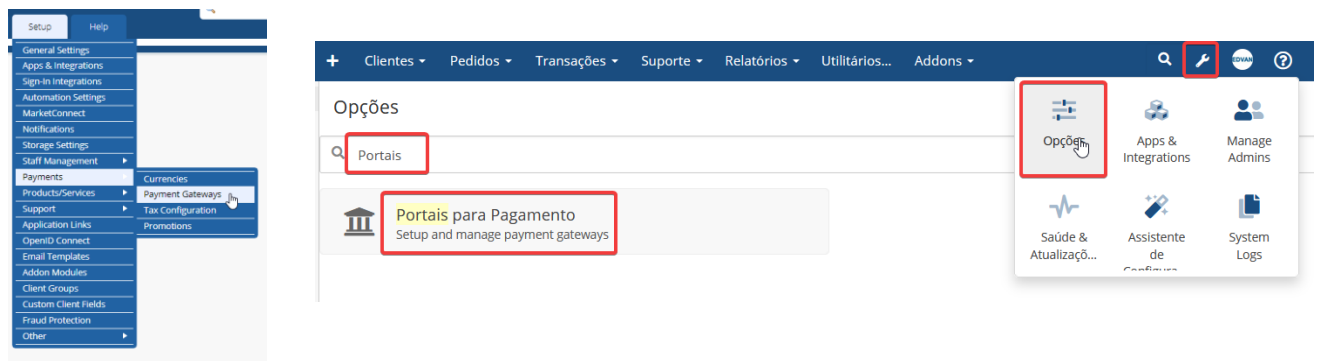 Setup Help
General Settings
Apps & Integrations
Sign-In Integrations
Automation Settings
MarketConnect
Notifications
Storage Settings
Staff Management
Payments
Products/Services
Support
Application Links
OpenID Connect
Email Templates
Addon Modules
Client Groups
Custom Client Fields
Fraud Protection
Other
Currencies
Payment Gateways
Tax Configuration
Promotions
+ Clientes Pedidos Transações Suporte Relatórios Utilitários... Addons
EDVAN
Opções
Portais
Portais para Pagamento
Setup and manage payment gateways
Opções
Apps &
Integrations
Manage
Admins
Saúde &
Atualizaçõ...
Assistente
de
Configura...
System
Logs